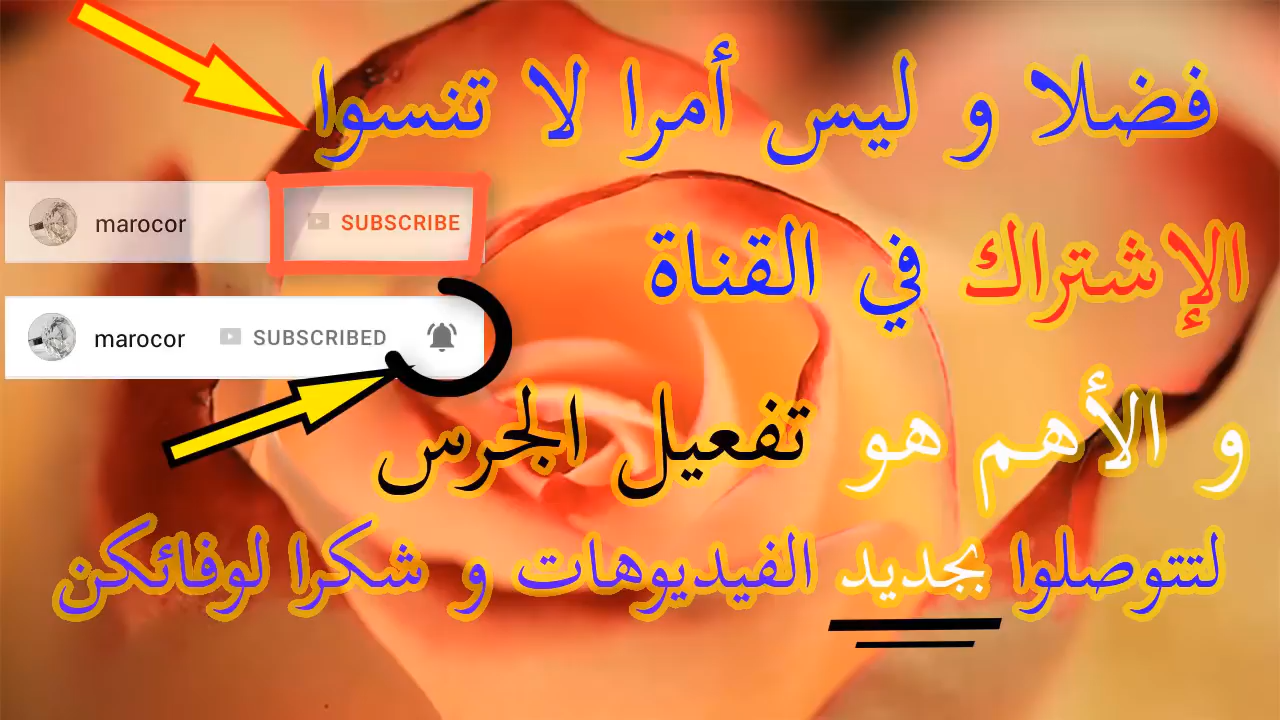 فضلا و ليس أمرا لا تنسوا
marocor SUBSCRIBE
الإشتراك في القناة
marocor SUBSCRIBED
و الأهم هو تفعيل الجرس
لتتوصلوا بجديد الفيديوهات و شكرا لوفائكن